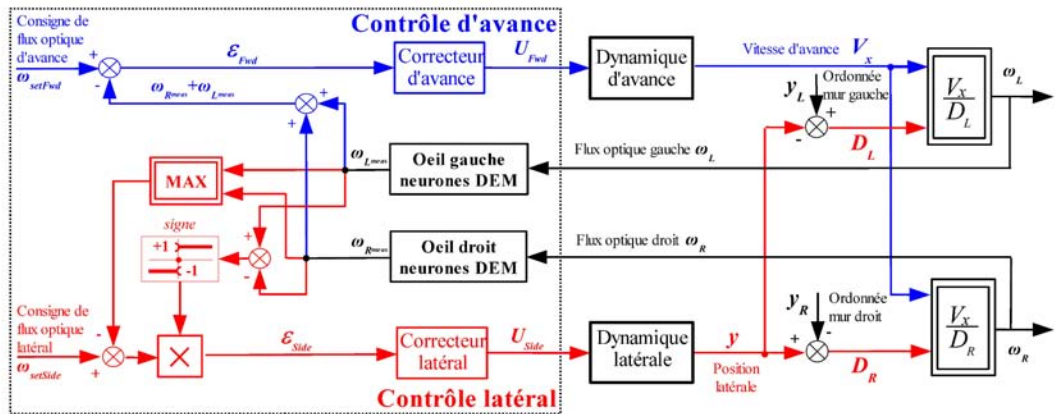 Contrôle d'avance
Consigne de
flux optique
d'avance
ω_setFwd
+
-
ε_Fwd
Correcteur
d'avance
U_Fwd
Dynamique
d'avance
Vitesse d'avance V_x
ω_Rmeas+ω_Lmeas
+
+
y_L
Ordonnée
mur gauche
+
-
D_L
V_x
D_L
ω_L
MAX
ω_Lmeas
Oeil gauche
neurones DEM
Flux optique gauche ω_L
signe
+1
-1
+
-
ω_Rmeas
Oeil droit
neurones DEM
Flux optique droit ω_R
Consigne de
flux optique
latéral
ω_setSide
-
+
×
ε_Side
Correcteur
latéral
U_Side
Dynamique
latérale
y
Position
latérale
y_R
Ordonnée
mur droit
+
-
D_R
V_x
D_R
ω_R
Contrôle latéral